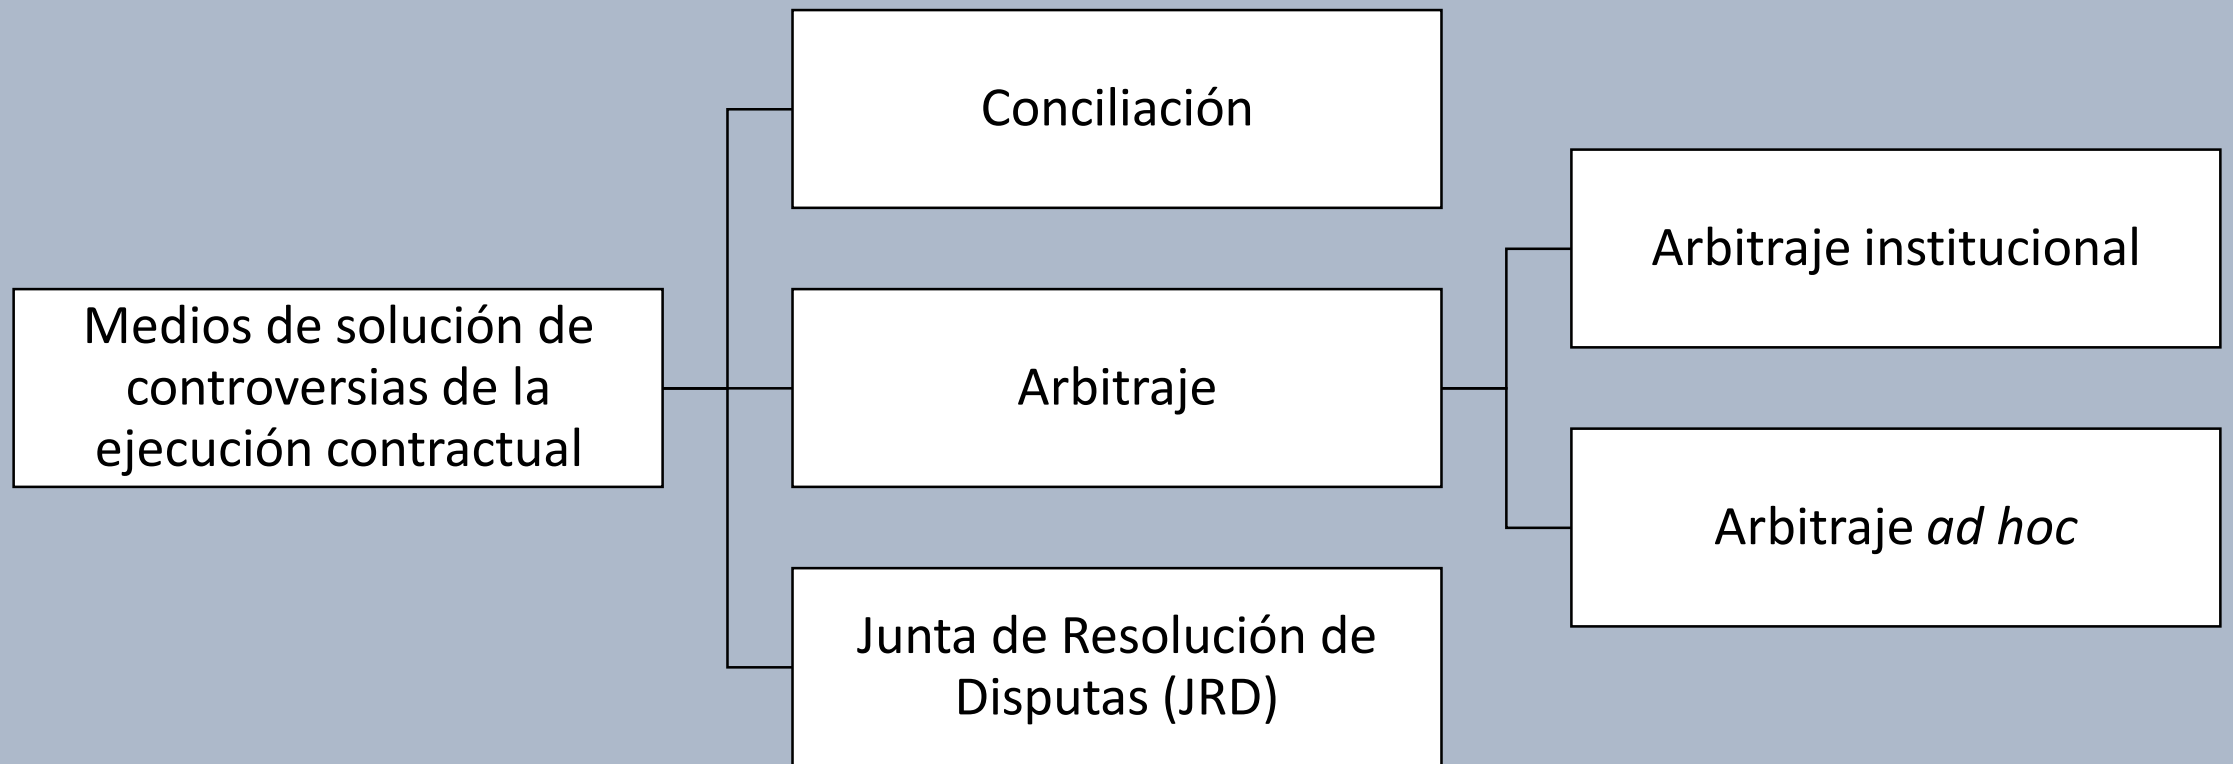 Medios de solución de
controversias de la
ejecución contractual
Conciliación
Arbitraje
Junta de Resolución de
Disputas (JRD)
Arbitraje institucional
Arbitraje ad hoc